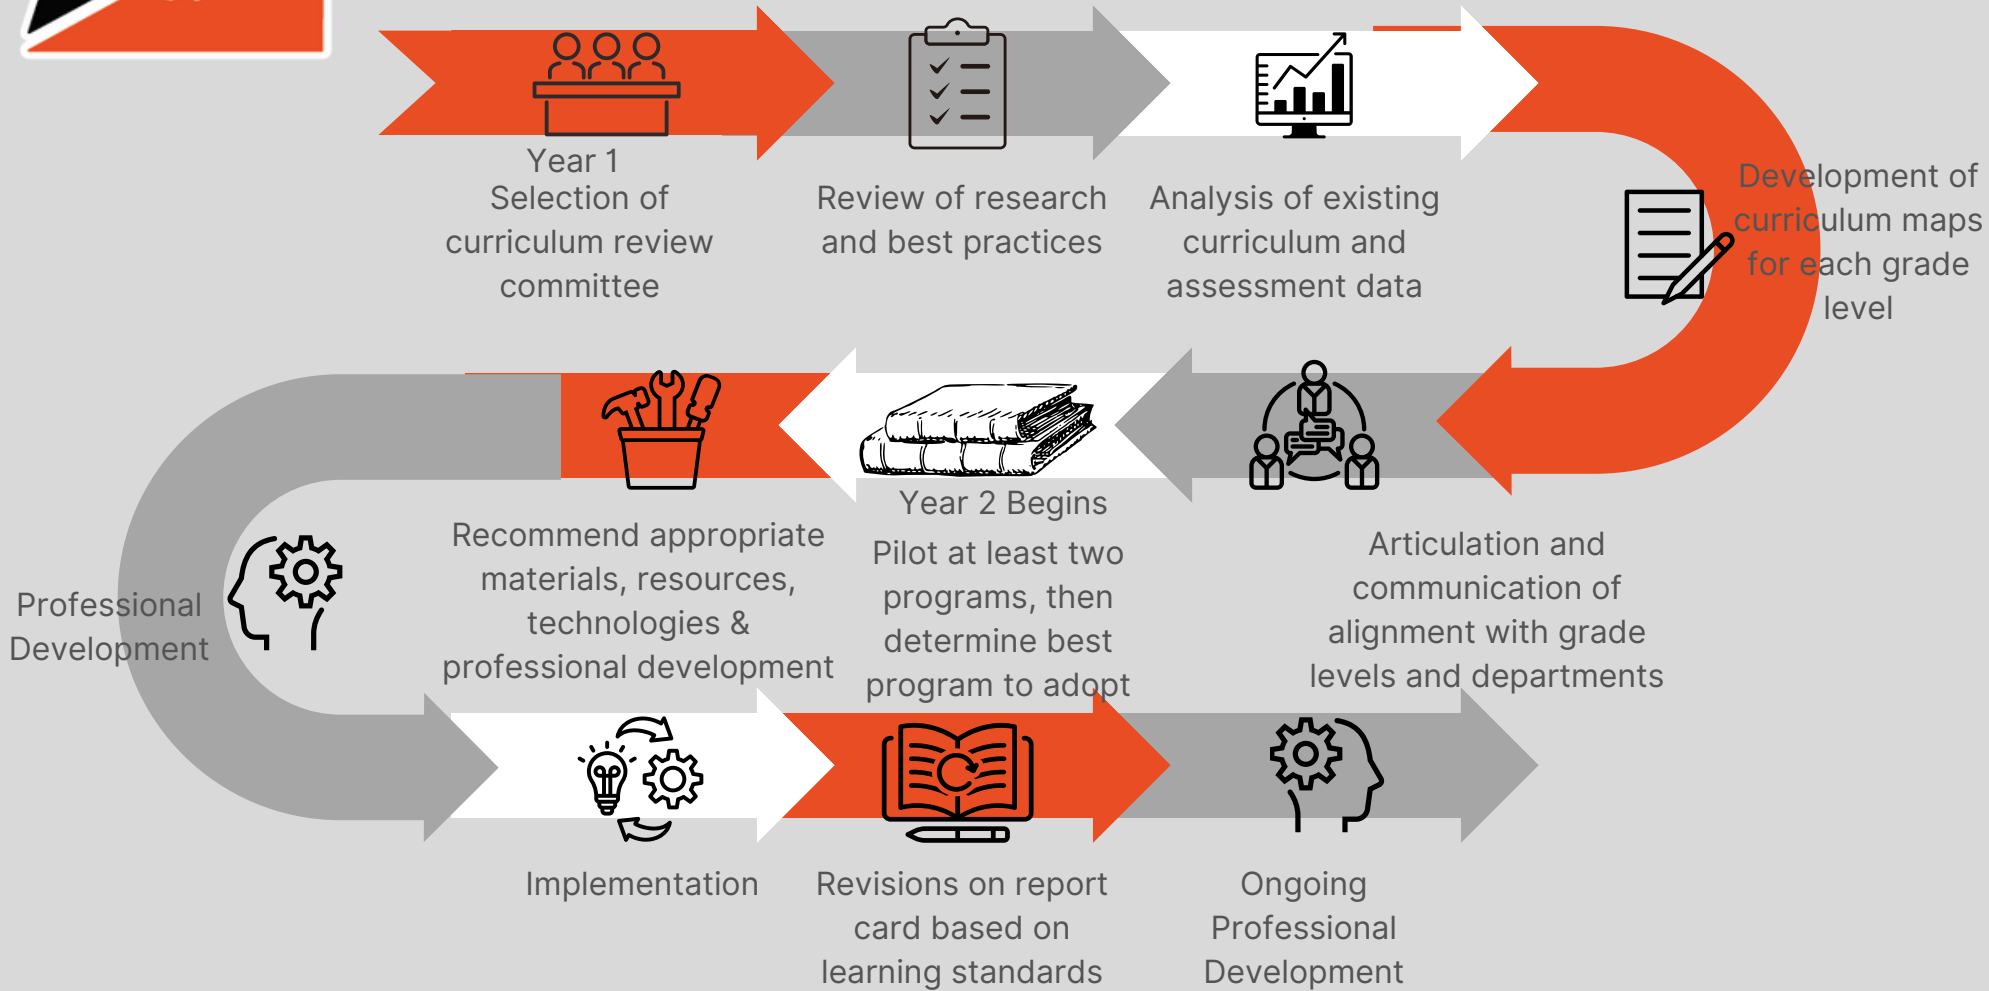 Year 1
Selection of
curriculum review
committee
Review of research
and best practices
Analysis of existing
curriculum and
assessment data
Development of
curriculum maps
for each grade
level
Articulation and
communication of
alignment with grade
levels and departments
Year 2 Begins
Pilot at least two
programs, then
determine best
program to adopt
Recommend appropriate
materials, resources,
technologies &
professional development
Professional
Development
Implementation
Revisions on report
card based on
learning standards
Ongoing
Professional
Development